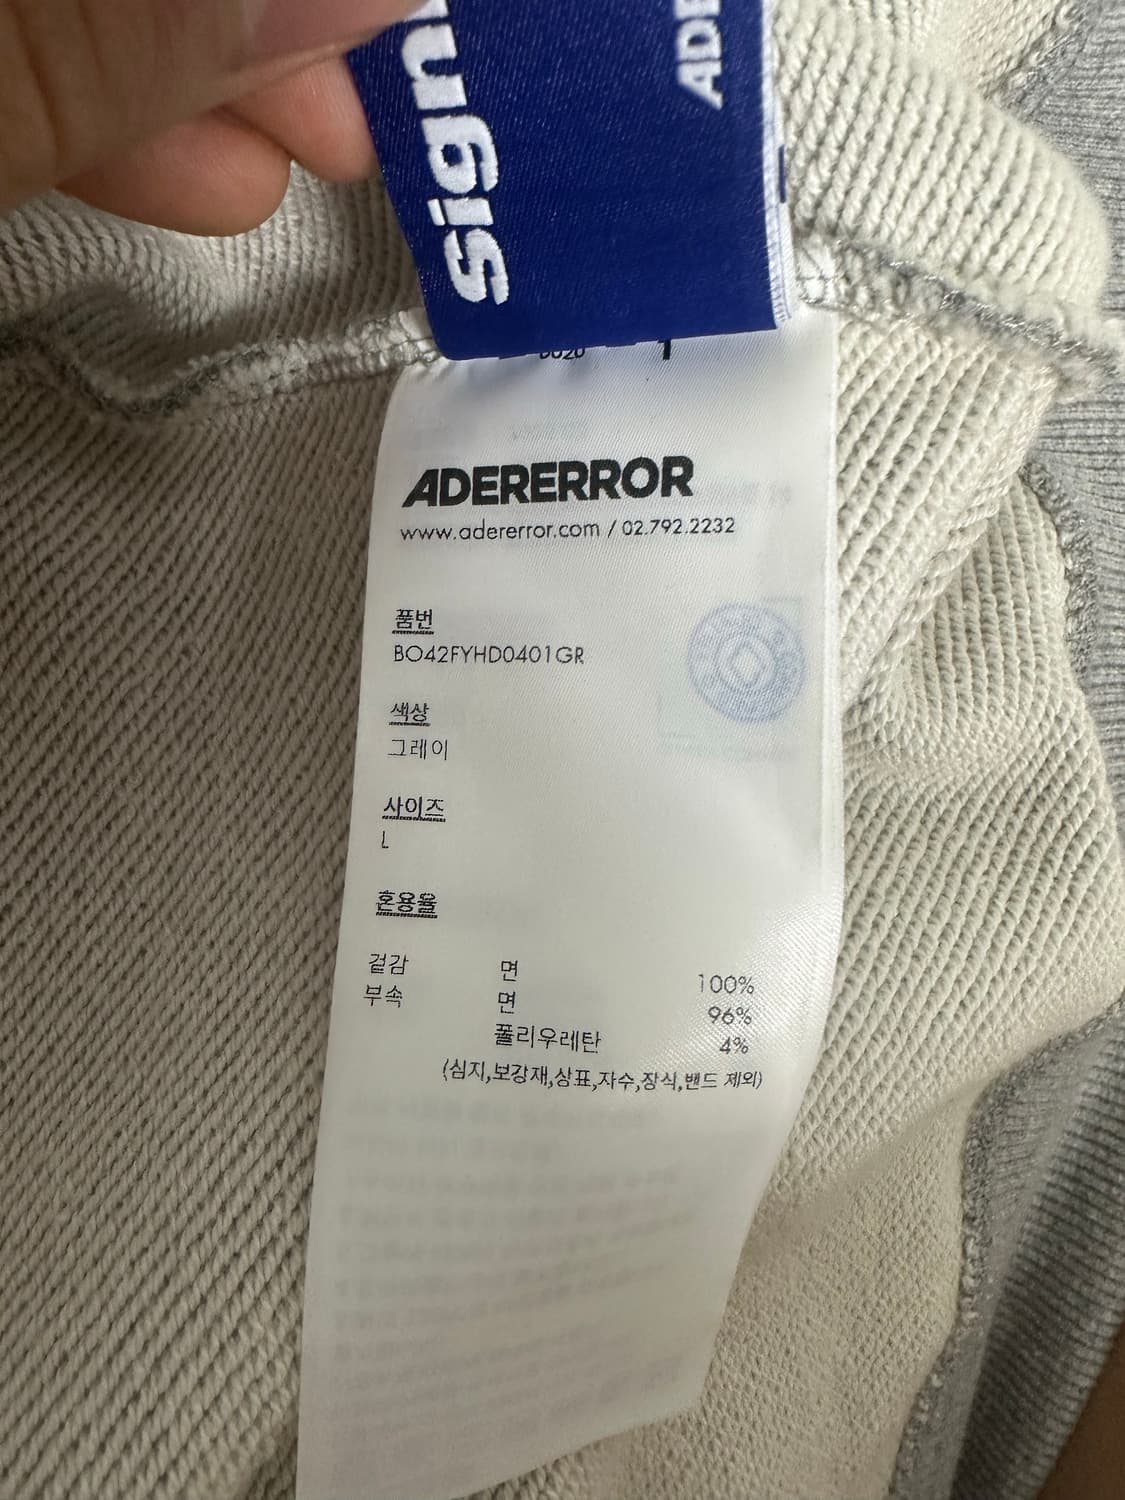 ADERERROR
www.adererror.com / 02.792.2232
품번
BO42FYHD0401GR
색상
그레이
사이즈
L
혼용율
겉감 면 100%
부속 면 96%
폴리우레탄 4%
(심지,보강재,상표,자수,장식,밴드 제외)